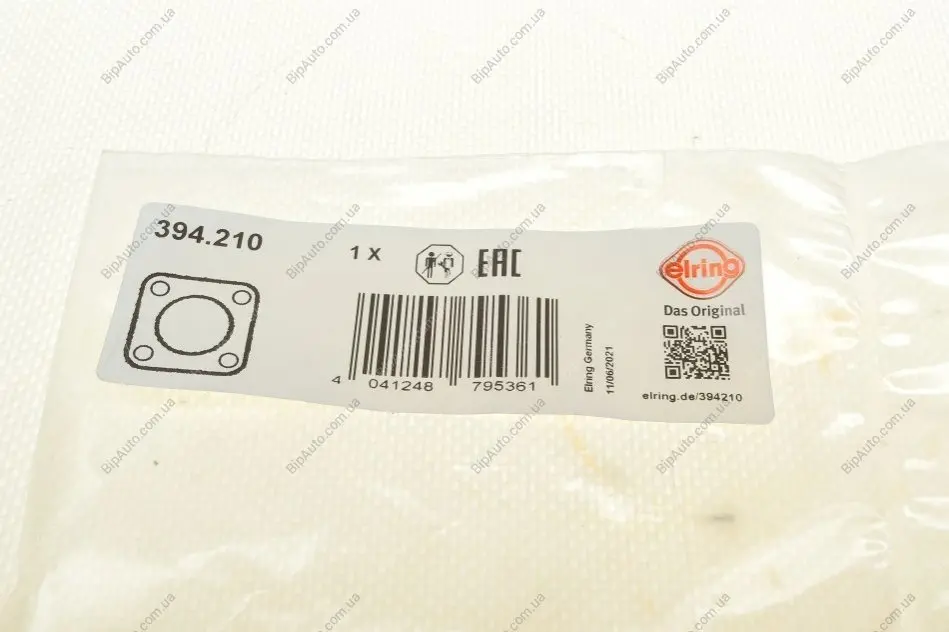 394.210
1 X
EAC
elring
Das Original
4 041248 795361
Elring Germany
11/06/2021
elring.de/394210
BipAuto.com.ua